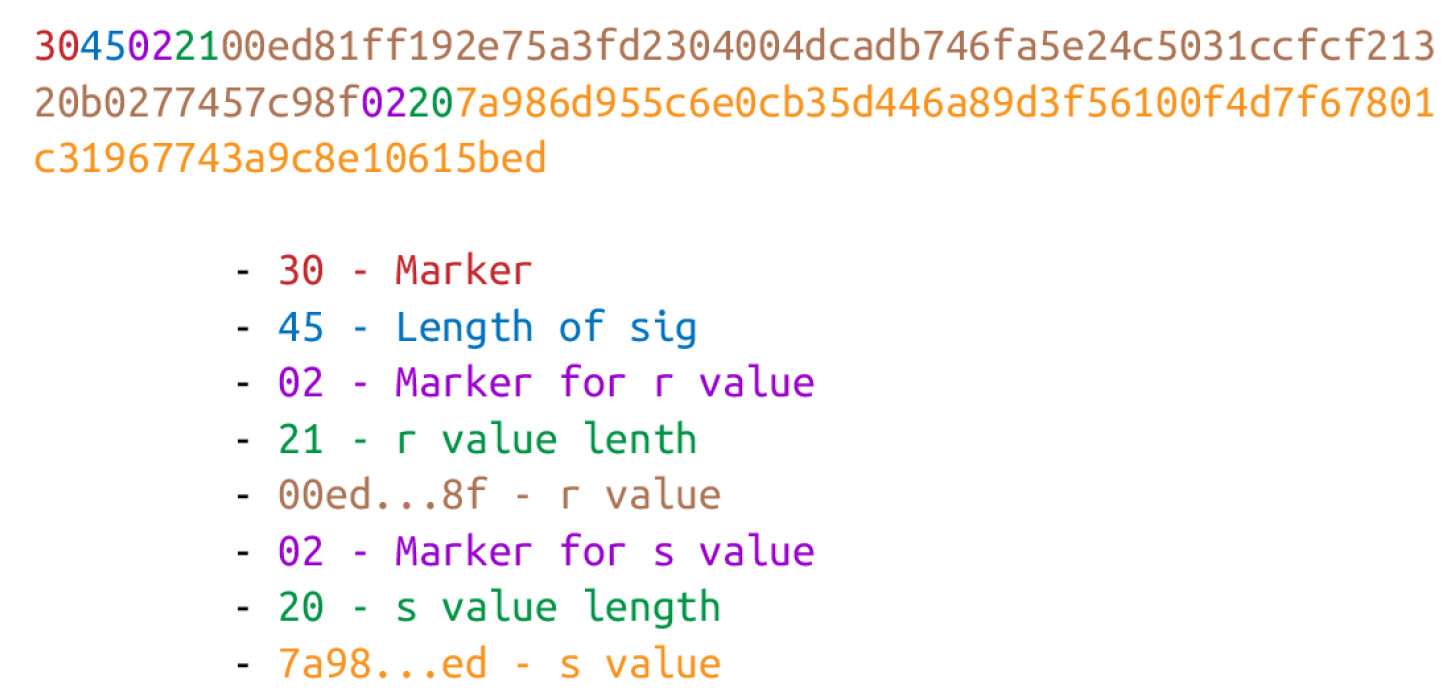 3045022100ed81ff192e75a3fd2304004dcadb746fa5e24c5031ccfcf213
20b0277457c98f02207a986d955c6e0cb35d446a89d3f56100f4d7f67801
c31967743a9c8e10615bed
- 30 - Marker
- 45 - Length of sig
- 02 - Marker for r value
- 21 - r value lenth
- 00ed...8f - r value
- 02 - Marker for s value
- 20 - s value length
- 7a98...ed - s value